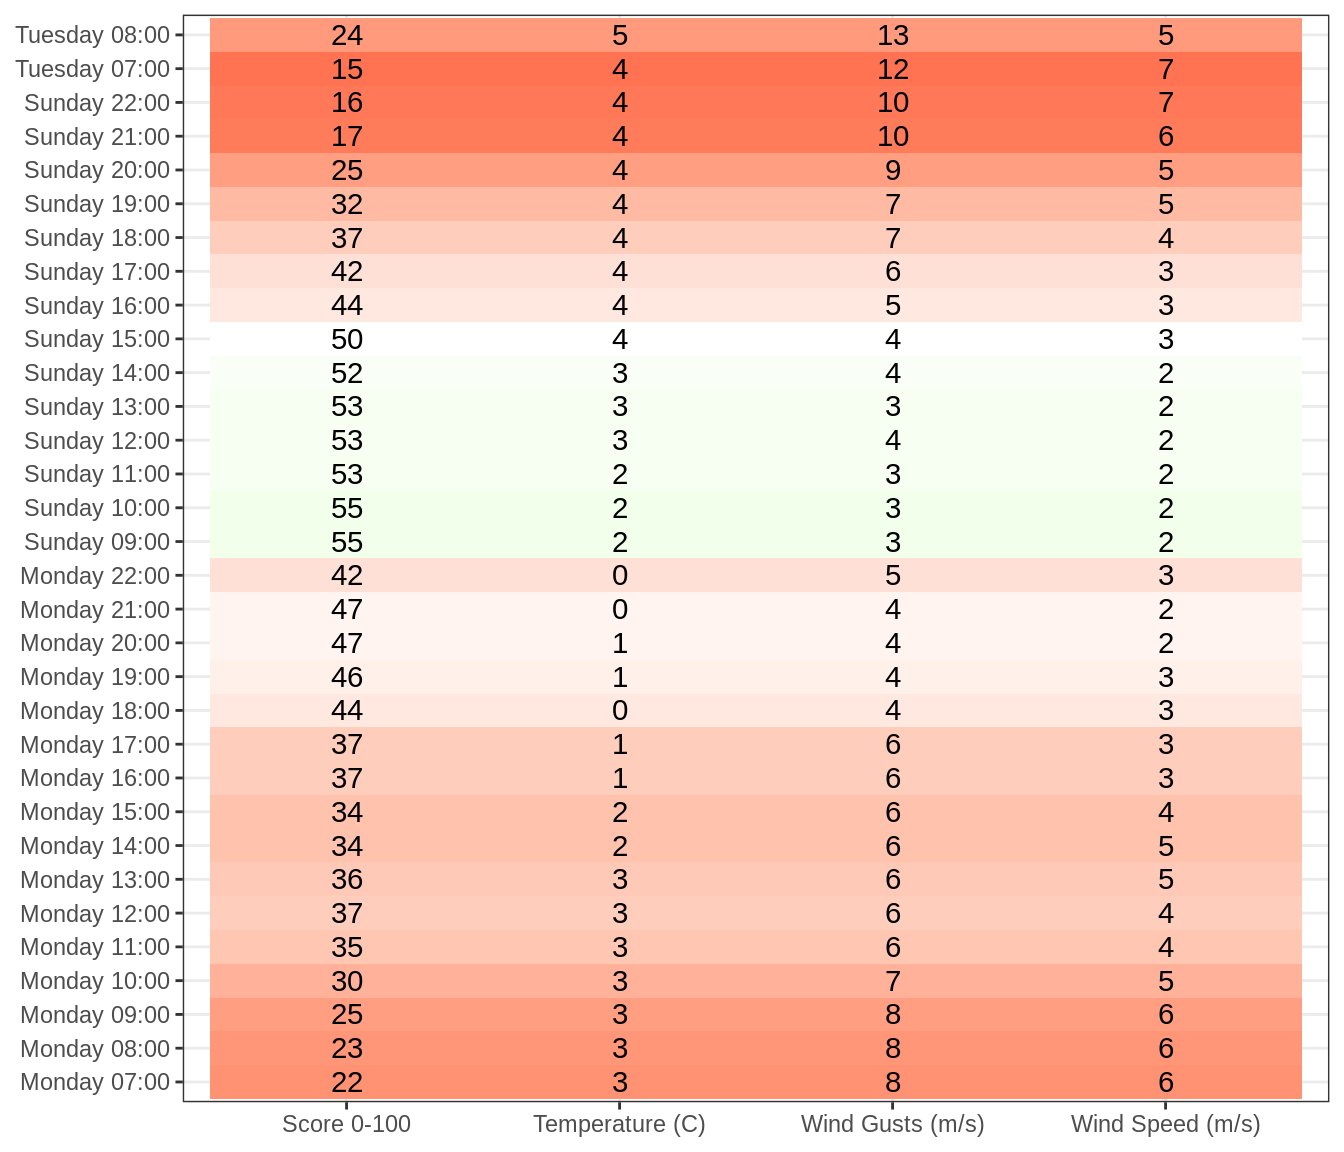 Tuesday 08:00 24 5 13 5
Tuesday 07:00 15 4 12 7
Sunday 22:00 16 4 10 7
Sunday 21:00 17 4 10 6
Sunday 20:00 25 4 9 5
Sunday 19:00 32 4 7 5
Sunday 18:00 37 4 7 4
Sunday 17:00 42 4 6 3
Sunday 16:00 44 4 5 3
Sunday 15:00 50 4 4 3
Sunday 14:00 52 3 4 2
Sunday 13:00 53 3 3 2
Sunday 12:00 53 3 4 2
Sunday 11:00 53 2 3 2
Sunday 10:00 55 2 3 2
Sunday 09:00 55 2 3 2
Monday 22:00 42 0 5 3
Monday 21:00 47 0 4 2
Monday 20:00 47 1 4 2
Monday 19:00 46 1 4 3
Monday 18:00 44 0 4 3
Monday 17:00 37 1 6 3
Monday 16:00 37 1 6 3
Monday 15:00 34 2 6 4
Monday 14:00 34 2 6 5
Monday 13:00 36 3 6 5
Monday 12:00 37 3 6 4
Monday 11:00 35 3 6 4
Monday 10:00 30 3 7 5
Monday 09:00 25 3 8 6
Monday 08:00 23 3 8 6
Monday 07:00 22 3 8 6
Score 0-100 Temperature (C) Wind Gusts (m/s) Wind Speed (m/s)